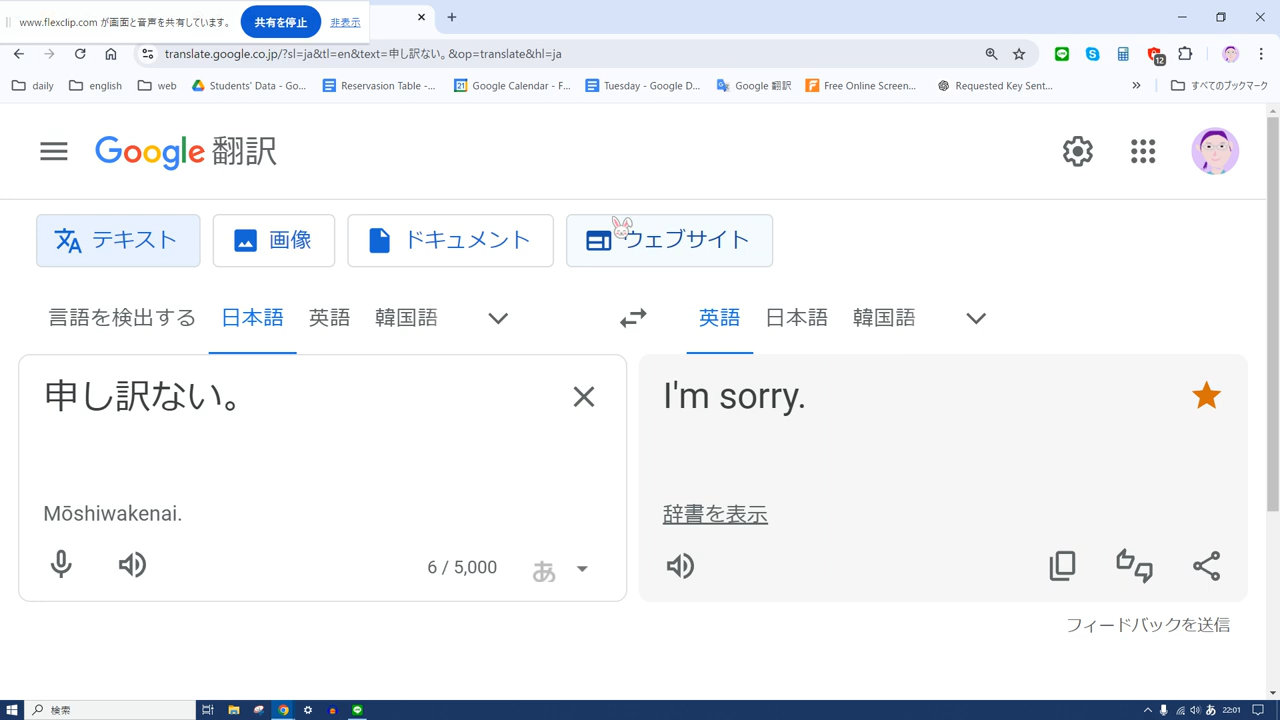 www.flexclip.com が画面と音声を共有しています。 共有を停止 非表示
translate.google.co.jp/?sl=ja&tl=en&text=申し訳ない。&op=translate&hl=ja
12
daily english web Students' Data - Go... Reservasion Table -... 21 Google Calendar - F... Tuesday - Google D... Google 翻訳 Free Online Screen... Requested Key Sent... » すべてのブックマーク
Google 翻訳
テキスト 画像 ドキュメント ウェブサイト
言語を検出する 日本語 英語 韓国語 英語 日本語 韓国語
申し訳ない。
I'm sorry.
Mōshiwakenai.
辞書を表示
6 / 5,000 あ
フィードバックを送信
検索 あ 22:01